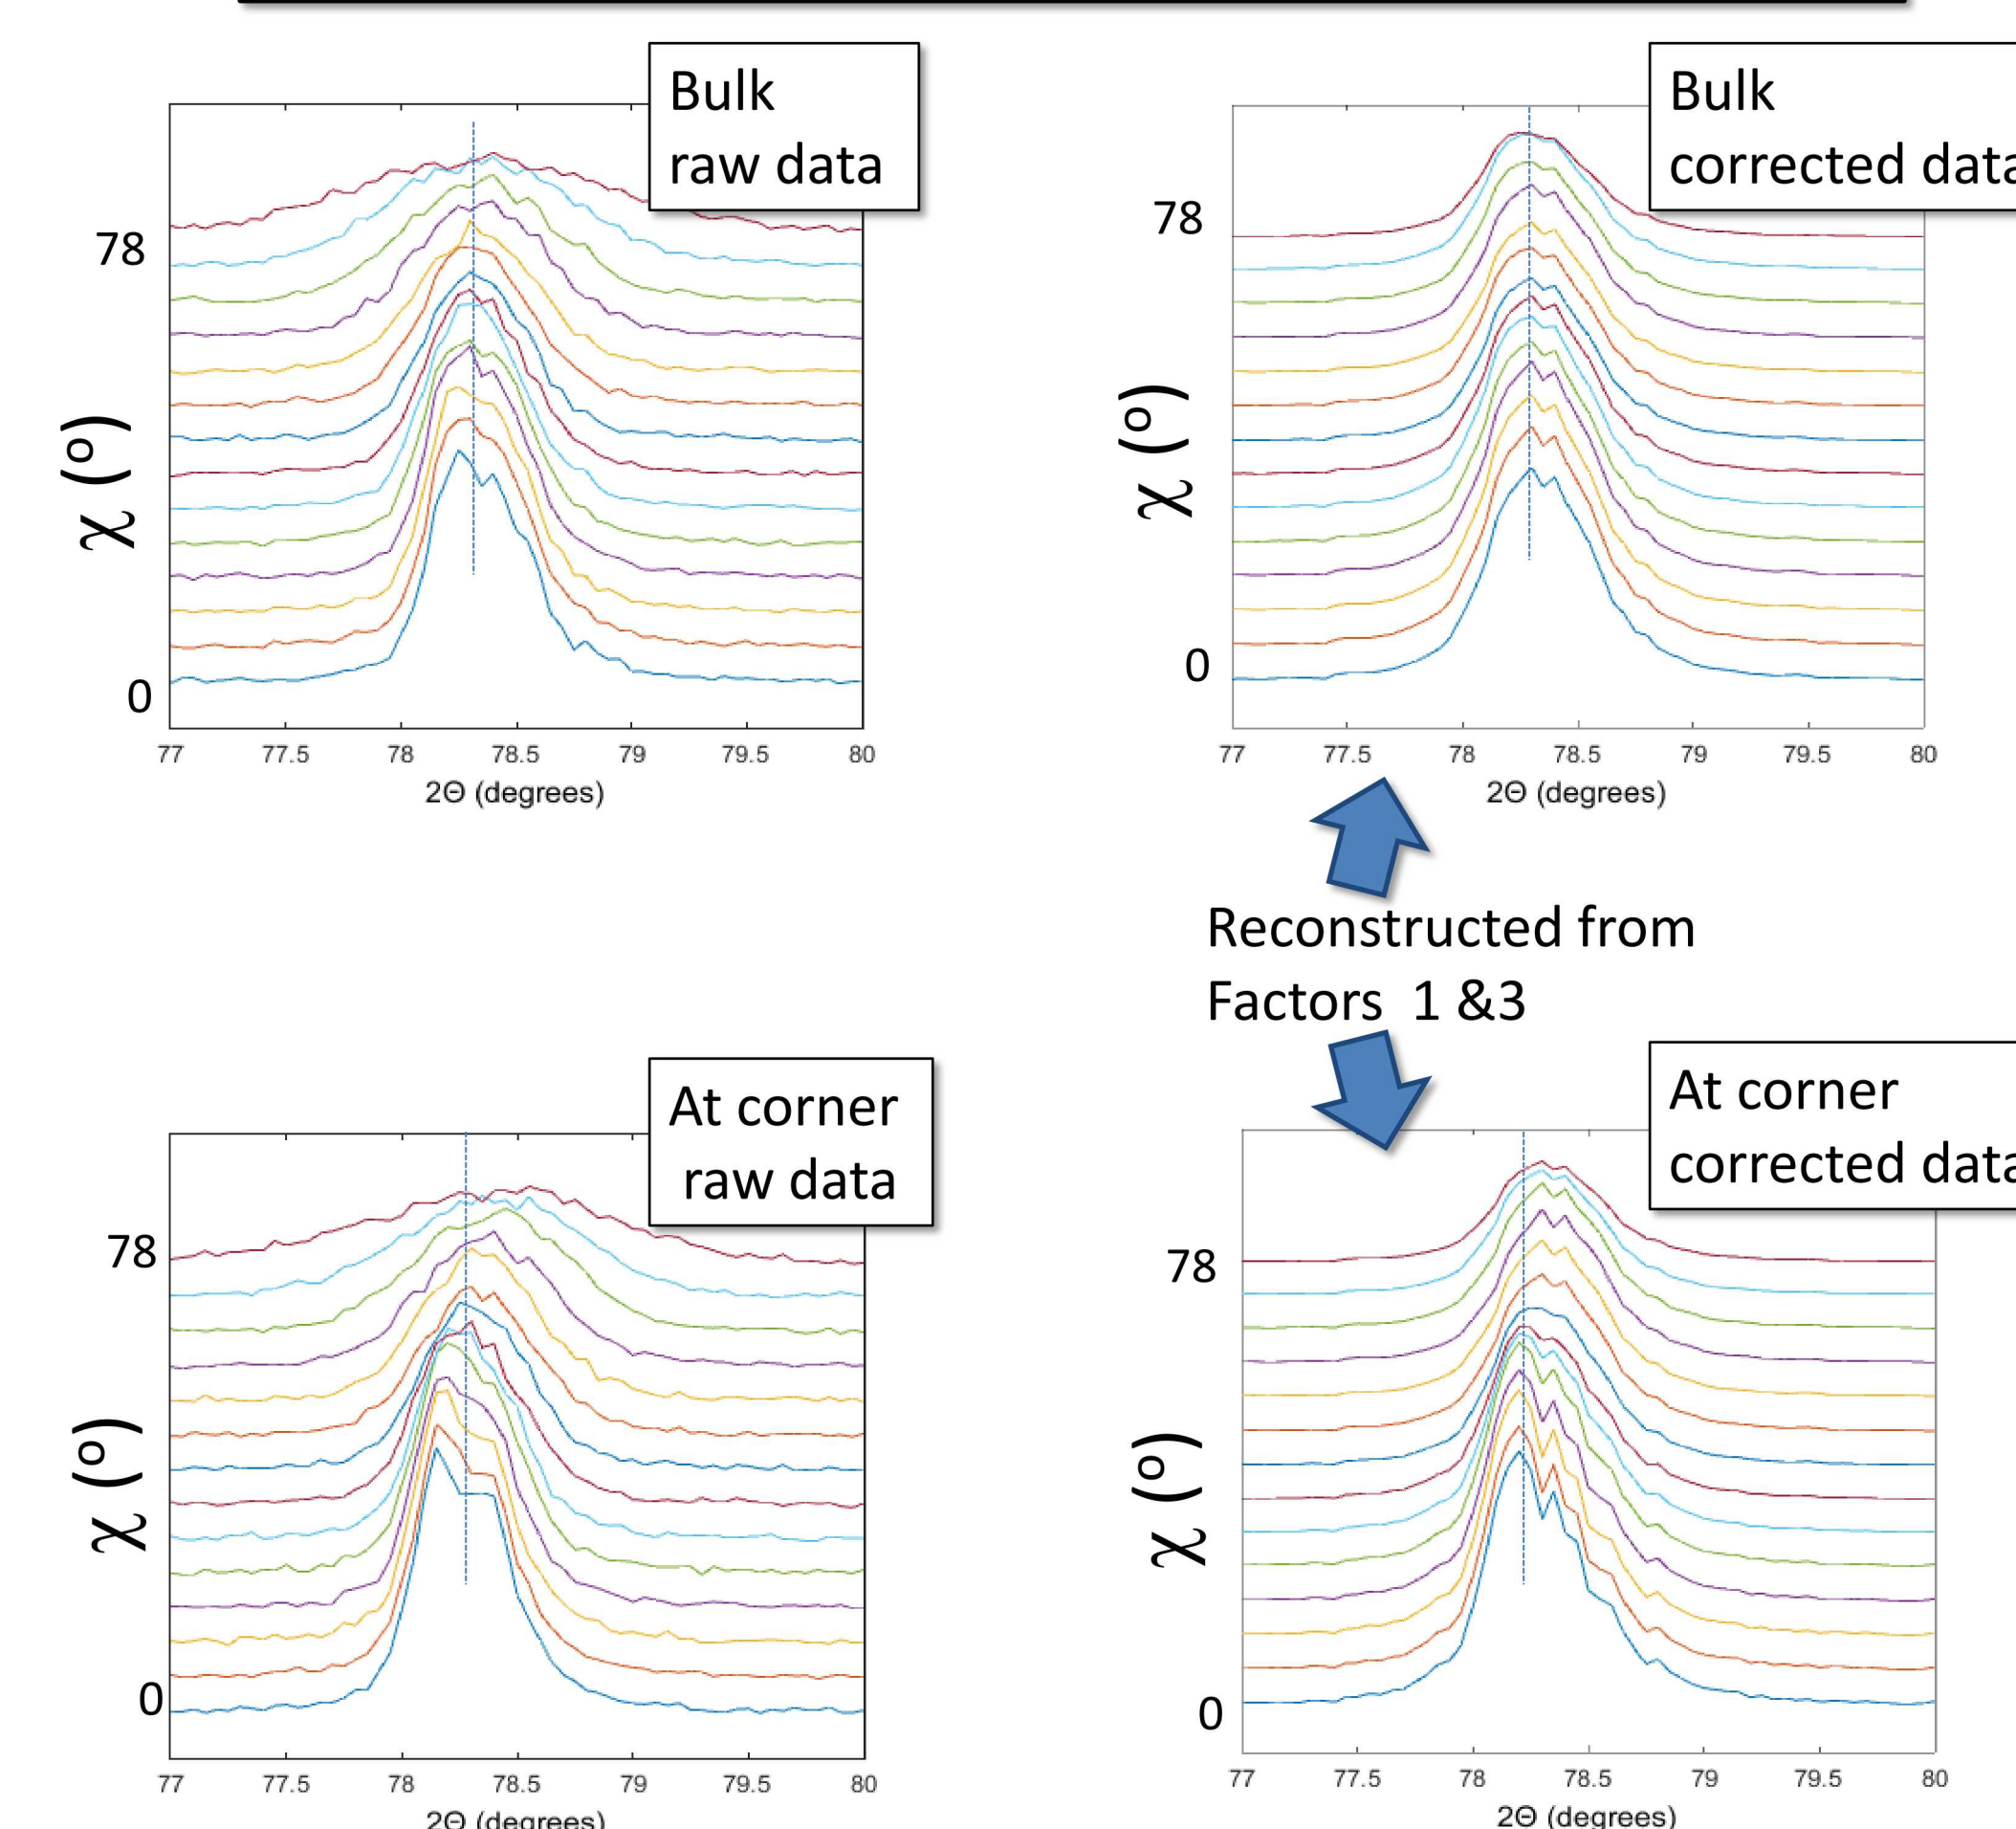 Bulk
raw data
78
χ (o)
0
77 77.5 78 78.5 79 79.5 80
2Θ (degrees)
Bulk
corrected data
78
χ (o)
0
77 77.5 78 78.5 79 79.5 80
2Θ (degrees)
Reconstructed from
Factors 1 &3
At corner
raw data
78
χ (o)
0
77 77.5 78 78.5 79 79.5 80
2Θ (degrees)
At corner
corrected data
78
χ (o)
0
77 77.5 78 78.5 79 79.5 80
2Θ (degrees)